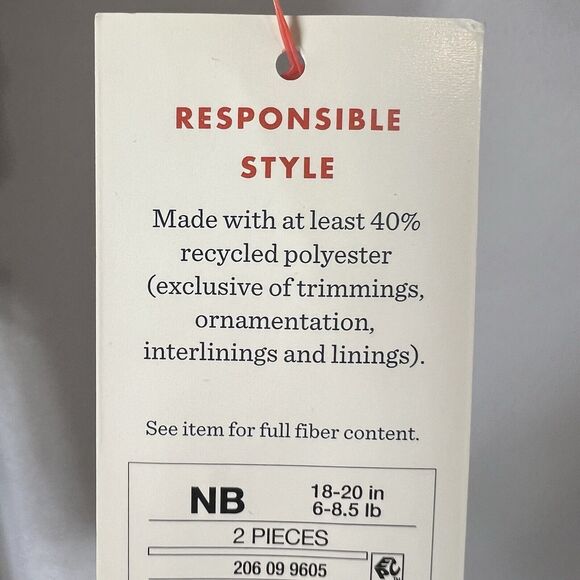 RESPONSIBLE
STYLE
Made with at least 40%
recycled polyester
(exclusive of trimmings,
ornamentation,
interlinings and linings).
See item for full fiber content.
NB
18-20 in
6-8.5 lb
2 PIECES
206 09 9605
EPC